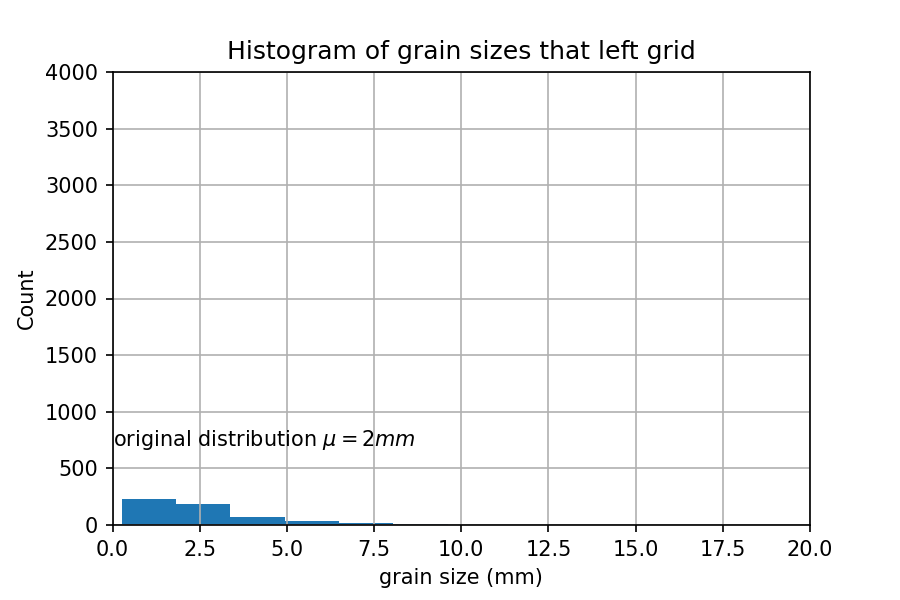 Histogram of grain sizes that left grid
4000
3500
3000
2500
2000
1500
1000
500
0
Count
original distribution μ = 2mm
0.0 2.5 5.0 7.5 10.0 12.5 15.0 17.5 20.0
grain size (mm)